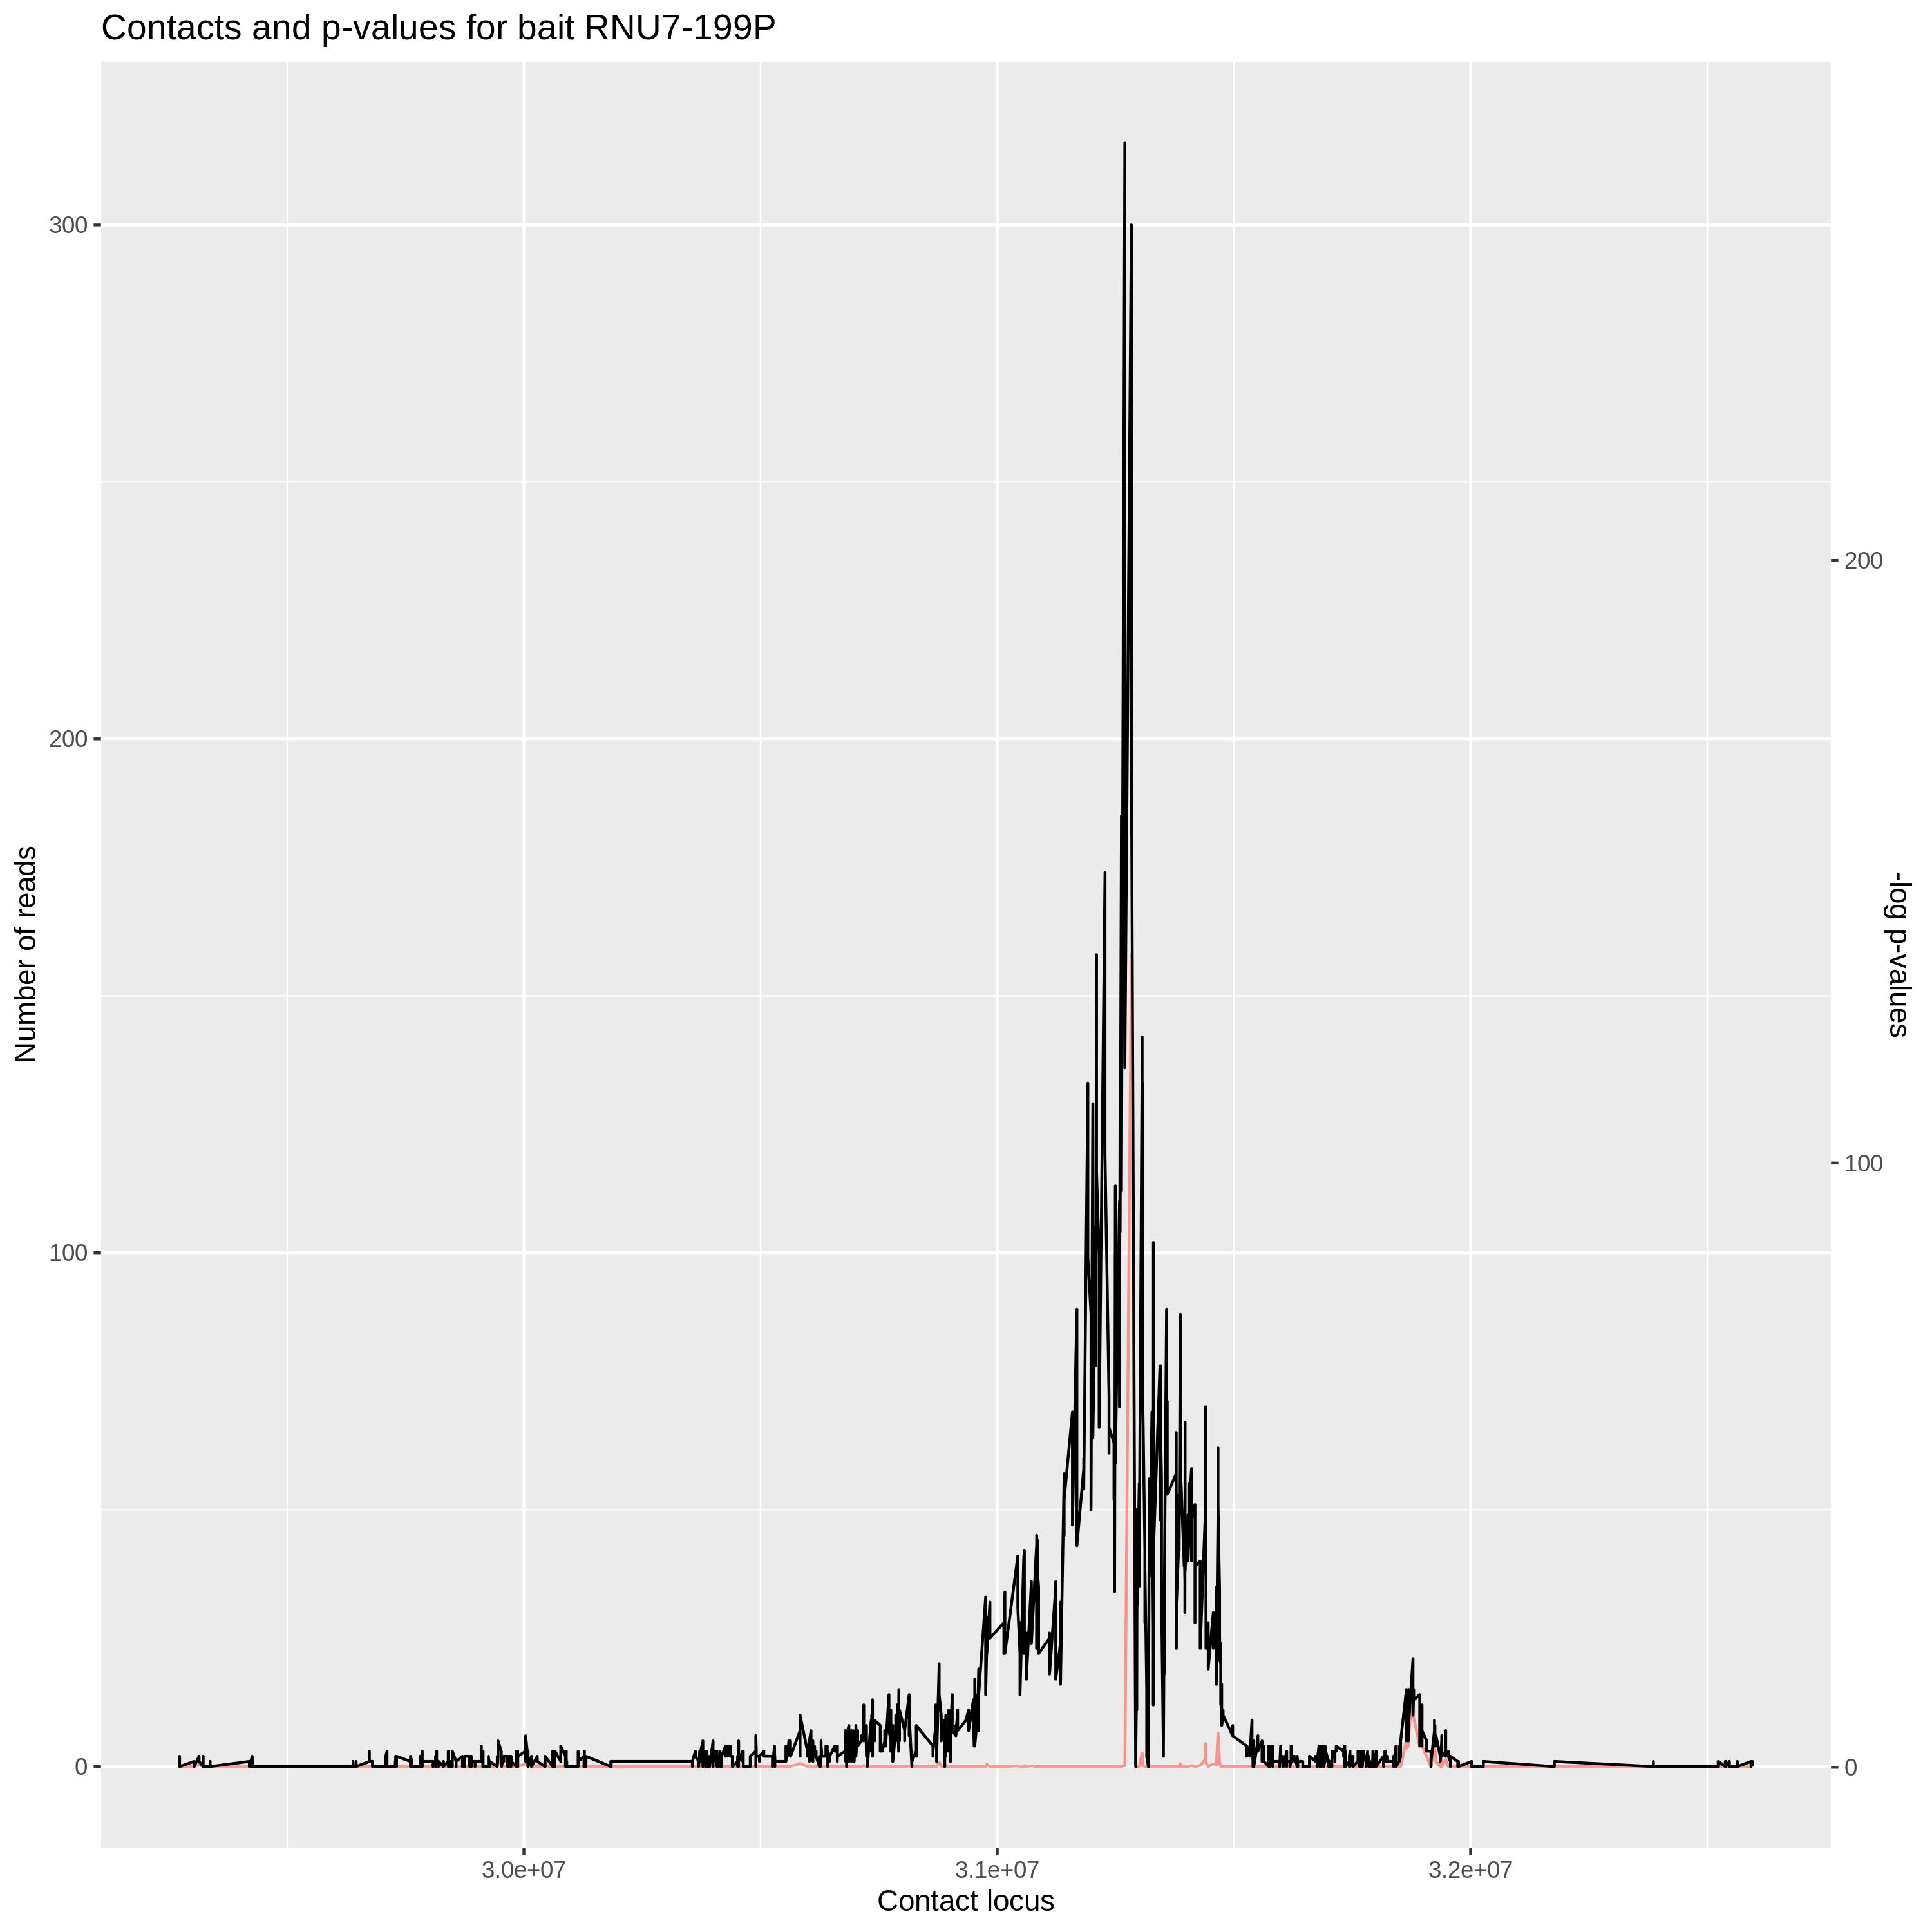 Contacts and p-values for bait RNU7-199P
300
200
100
0
Number of reads
200
100
0
-log p-values
3.0e+07
3.1e+07
3.2e+07
Contact locus